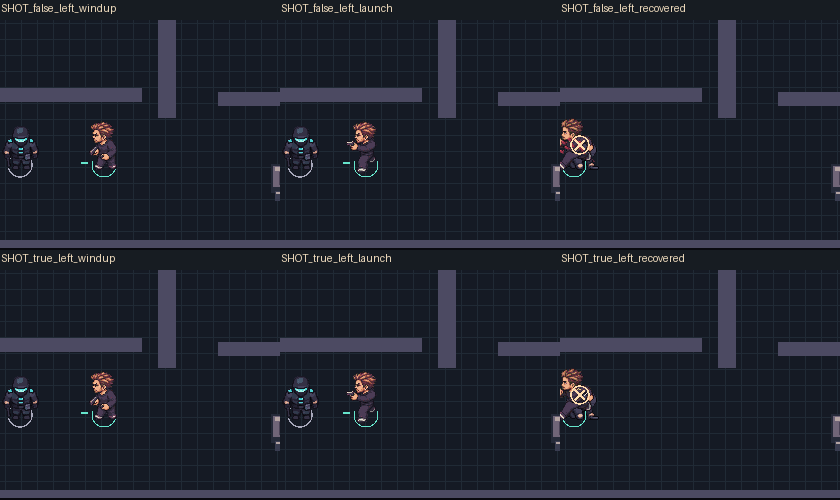 SHOT_false_left_windup
SHOT_false_left_launch
SHOT_false_left_recovered
SHOT_true_left_windup
SHOT_true_left_launch
SHOT_true_left_recovered